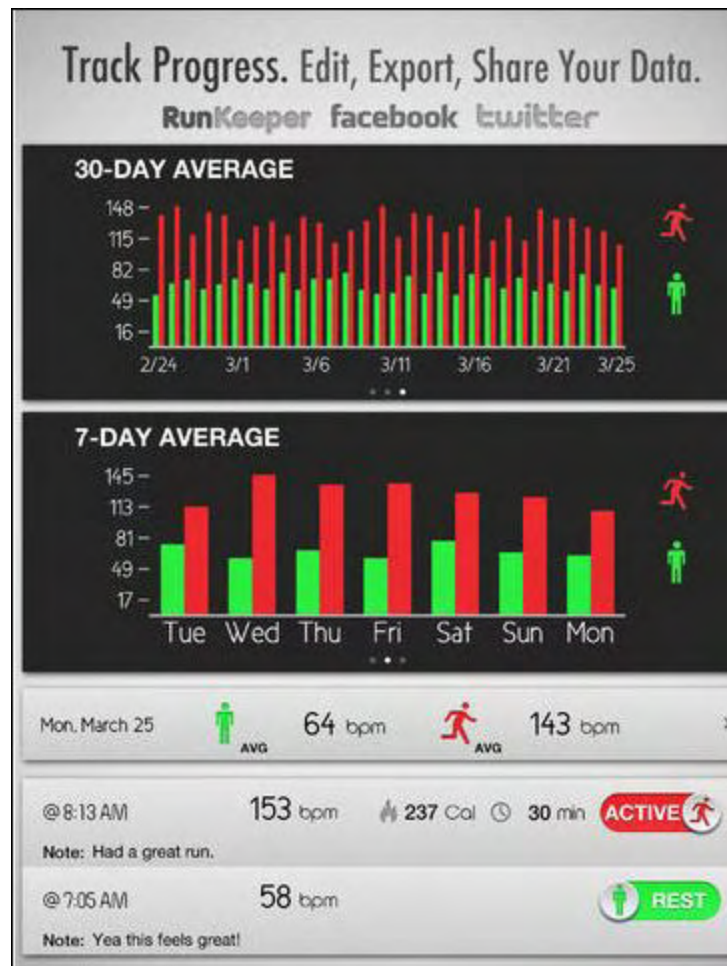 Track Progress. Edit, Export, Share Your Data.
RunKeeper facebook twitter
30-DAY AVERAGE
148
115
82
49
16
2/24 3/1 3/6 3/11 3/16 3/21 3/25
7-DAY AVERAGE
145
113
81
49
17
Tue Wed Thu Fri Sat Sun Mon
Mon, March 25 AVG 64 bpm AVG 143 bpm
@ 8:13 AM 153 bpm 237 Cal 30 min ACTIVE
Note: Had a great run.
@ 7:05 AM 58 bpm REST
Note: Yea this feels great!